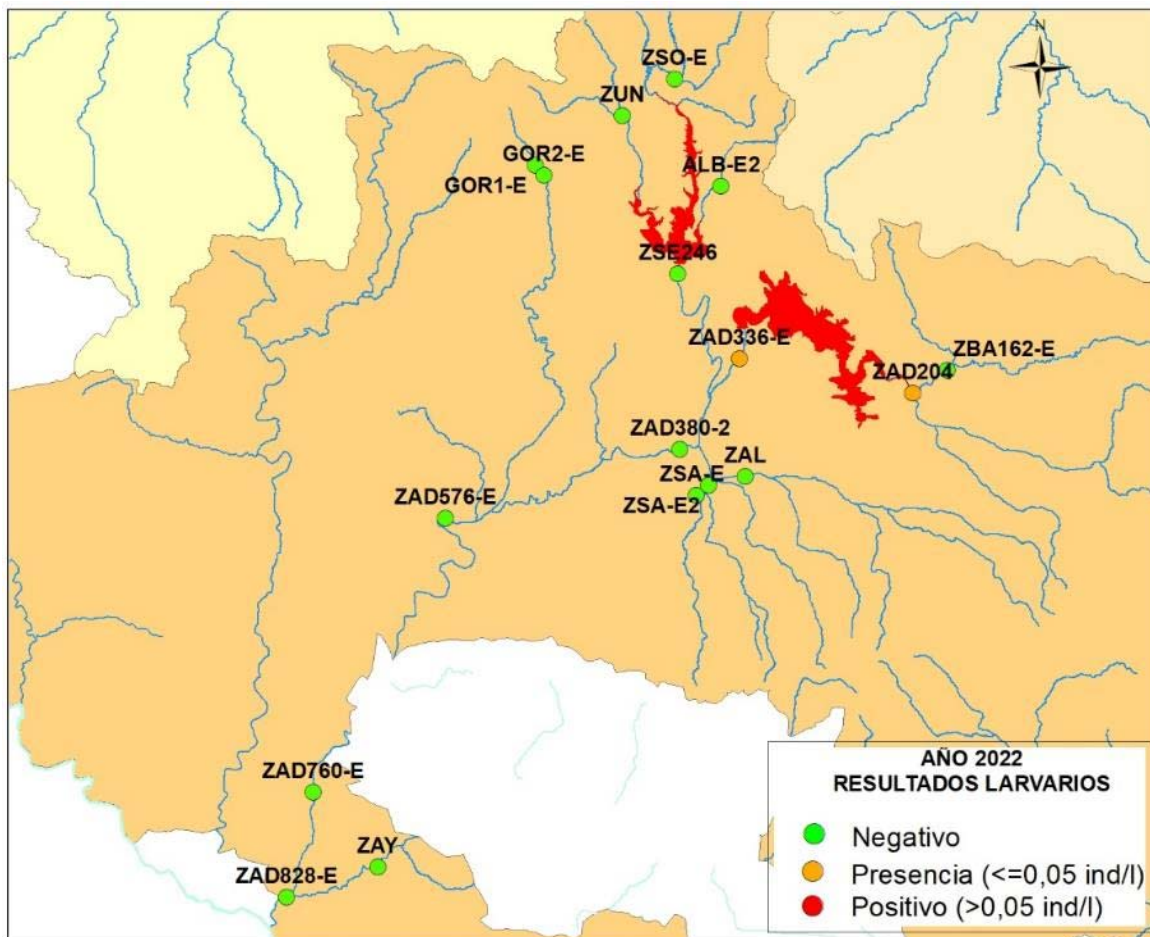 N
ZSO-E
ZUN
GOR2-E
GOR1-E
ALB-E2
ZSE246
ZAD336-E
ZBA162-E
ZAD204
ZAD380-2
ZAL
ZSA-E
ZSA-E2
ZAD576-E
ZAD760-E
ZAY
ZAD828-E
AÑO 2022
RESULTADOS LARVARIOS
Negativo
Presencia (<=0,05 ind/l)
Positivo (>0,05 ind/l)